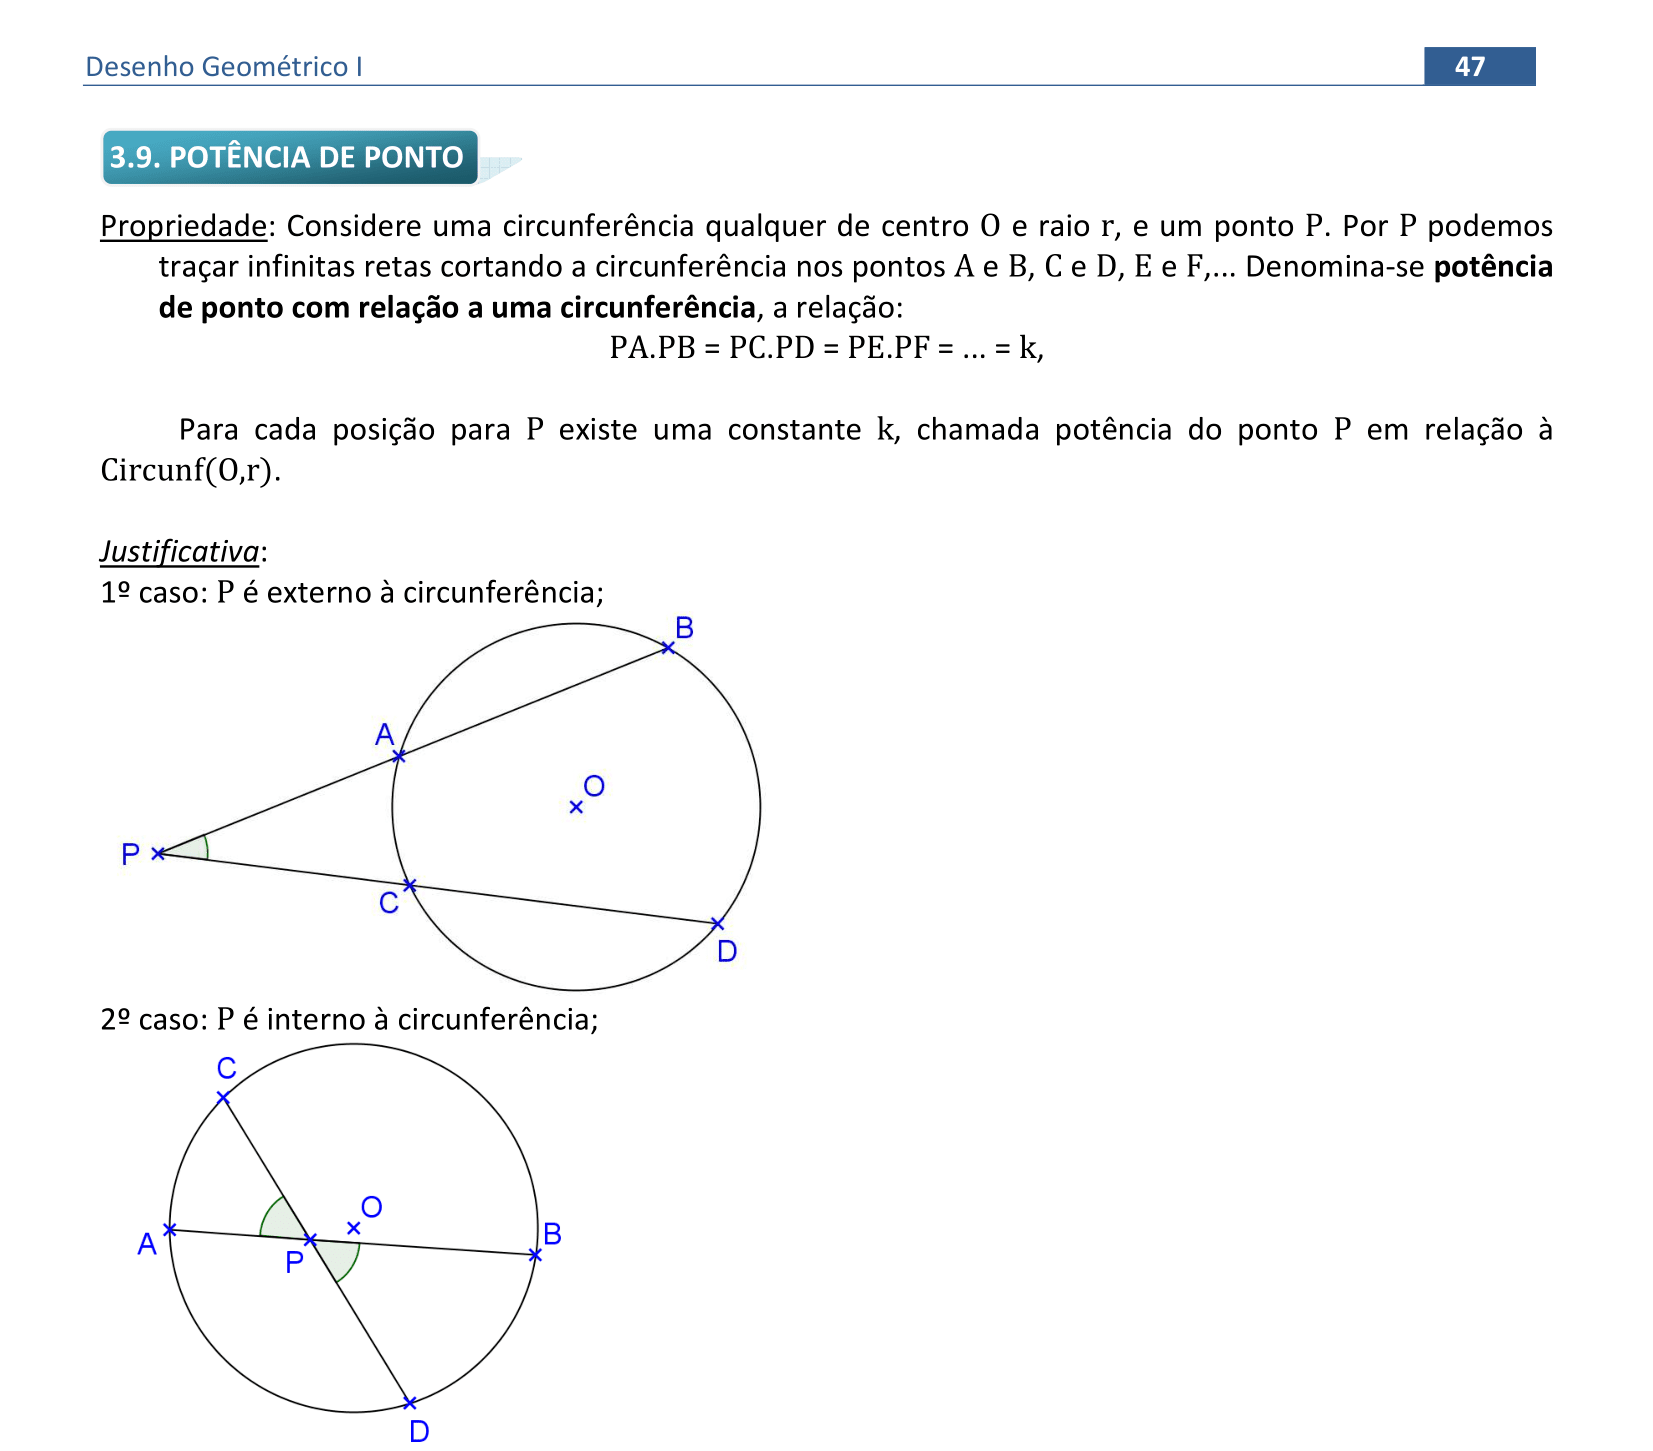 Desenho Geométrico I
47
3.9. POTÊNCIA DE PONTO
Propriedade: Considere uma circunferência qualquer de centro O e raio r, e um ponto P. Por P podemos
traçar infinitas retas cortando a circunferência nos pontos A e B, C e D, E e F,... Denomina-se potência
de ponto com relação a uma circunferência, a relação:
PA.PB = PC.PD = PE.PF = ... = k,
Para cada posição para P existe uma constante k, chamada potência do ponto P em relação à
Circunf(O,r).
Justificativa:
1º caso: P é externo à circunferência;
B
A
O
P
C
D
2º caso: P é interno à circunferência;
C
O
A
P
B
D